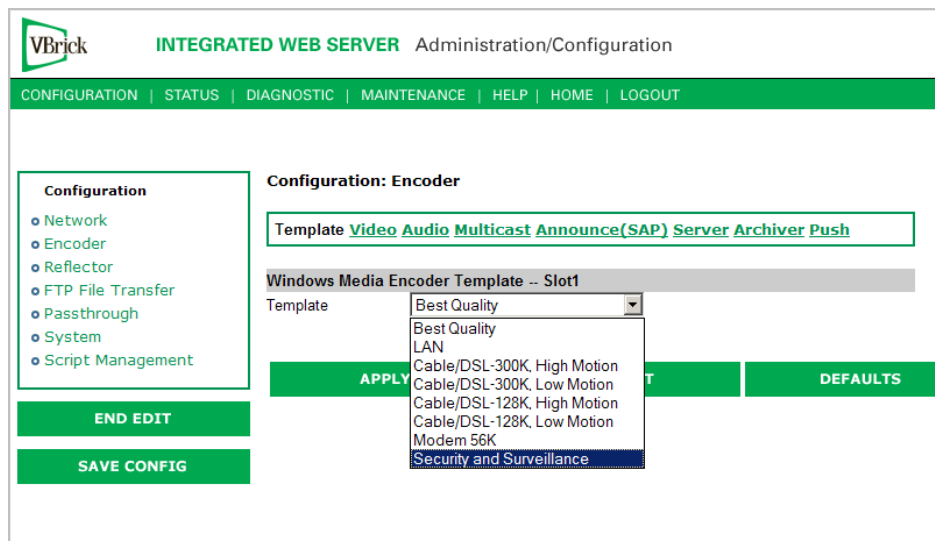 VBrick
INTEGRATED WEB SERVER Administration/Configuration
CONFIGURATION | STATUS | DIAGNOSTIC | MAINTENANCE | HELP | HOME | LOGOUT
Configuration
Network
Encoder
Reflector
FTP File Transfer
Passthrough
System
Script Management
END EDIT
SAVE CONFIG
Configuration: Encoder
Template Video Audio Multicast Announce(SAP) Server Archiver Push
Windows Media Encoder Template -- Slot1
Template Best Quality
Best Quality
LAN
Cable/DSL-300K, High Motion
Cable/DSL-300K, Low Motion
Cable/DSL-128K, High Motion
Cable/DSL-128K, Low Motion
Modem 56K
Security and Surveillance
APPLY T DEFAULTS